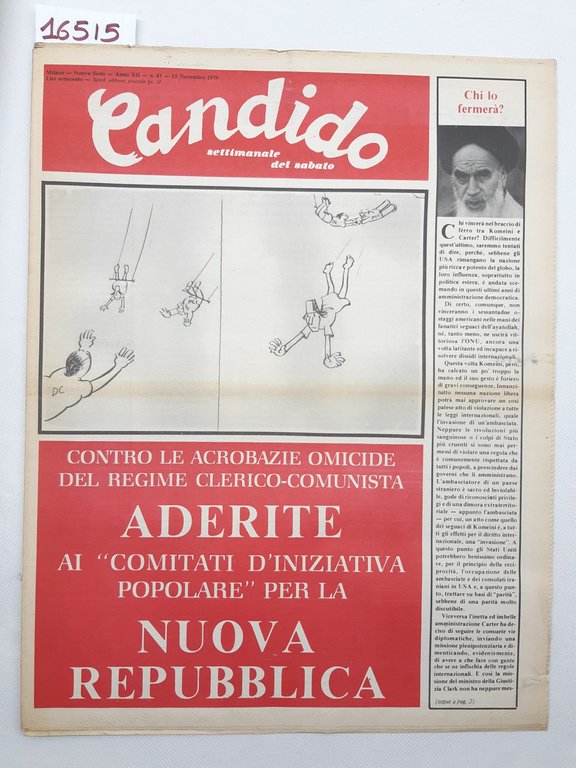 16515
Milano — Nuova Serie — Anno XII — n. 41 — 15 Novembre 1979
Lire settecento — Sped. abbon. postale gr. II
Candido
settimanale
del sabato
DC
CONTRO LE ACROBAZIE OMICIDE
DEL REGIME CLERICO-COMUNISTA
ADERITE
AI “COMITATI D'INIZIATIVA
POPOLARE” PER LA
NUOVA
REPUBBLICA
Chi lo
fermerà?
Chi vincerà nel braccio di
ferro tra Komeini e
Carter? Difficilmente
quest'ultimo, saremmo tentati
di dire, perché, sebbene gli
USA rimangano la nazione
più ricca e potente del globo, la
loro influenza, soprattutto in
politica estera, è andata sce-
mando in questi ultimi anni di
amministrazione democratica.
Di certo, comunque, non
vinceranno i sessantadue o-
staggi americani nelle mani dei
fanatici seguaci dell'ayatollah,
né, tanto meno, ne uscirà vit-
toriosa l'ONU, ancora una
volta latitante ed incapace a ri-
solvere dissidi internazionali.
Questa volta Komeini, però,
ha calcato un po' troppo la
mano ed il suo gesto è foriero
di gravi conseguenze. Innanzi-
tutto nessuna nazione libera
potrà mai approvare un così
palese atto di violazione a tutte
le leggi internazionali, quale
l'invasione di un'ambasciata.
Neppure le rivoluzioni più
sanguinose o i colpi di Stato
più cruenti si sono mai per-
messi di violare una regola che
è comunemente rispettata da
tutti i popoli, a prescindere dai
governi che li amministrano.
L'ambasciatore di un paese
straniero è sacro ed inviolabi-
le, gode di riconosciuti privile-
gi e di una dimora extraterrito-
riale — appunto l'ambasciata
— per cui, un atto come quello
dei seguaci di Komeini è, a tut-
ti gli effetti per il diritto inter-
nazionale, una "invasione". A
questo punto gli Stati Uniti
potrebbero benissimo ordina-
re, per il principio della reci-
procità, l'occupazione delle
ambasciate e dei consolati ira-
niani in USA e, a questo pun-
to, trattare su basi di "parità",
sebbene di una parità molto
discutibile.
Viceversa l'inetta ed imbelle
amministrazione Carter ha de-
ciso di seguire le consuete vie
diplomatiche, inviando una
missione plenipotenziaria e di-
menticando, evidentemente,
di avere a che fare con gente
che se ne infischia delle regole
internazionali. E così la mis-
sione del ministro della Giusti-
zia Clark non ha neppure mes-
(segue a pag. 2)